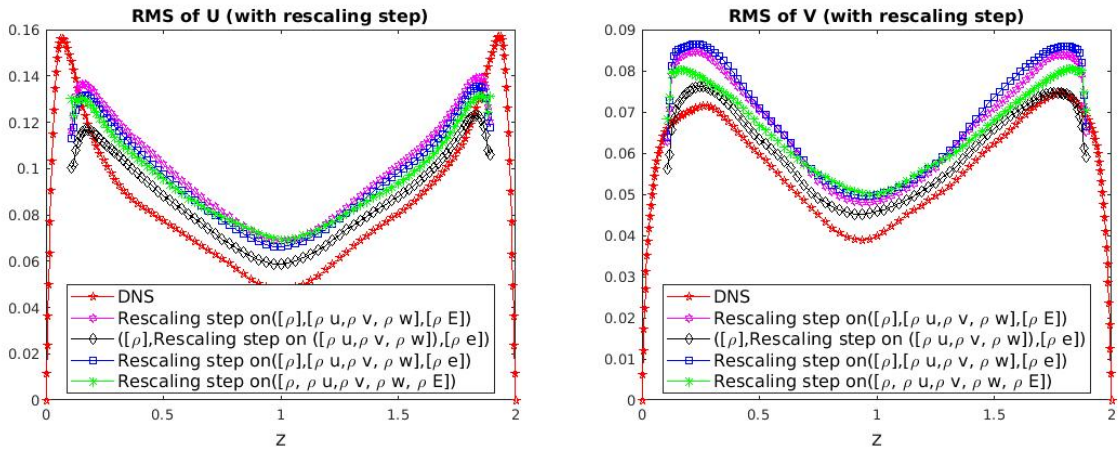 RMS of U (with rescaling step)
0.16
0.14
0.12
0.1
0.08
0.06
0.04
0.02
0
DNS
Rescaling step on([ρ],[ρ u,ρ v, ρ w],[ρ E])
([ρ],Rescaling step on ([ρ u,ρ v, ρ w]),[ρ e])
Rescaling step on([ρ],[ρ u,ρ v, ρ w],[ρ e])
Rescaling step on([ρ, ρ u,ρ v, ρ w, ρ E])
0 0.5 1 1.5 2
z
RMS of V (with rescaling step)
0.09
0.08
0.07
0.06
0.05
0.04
0.03
0.02
0.01
0
DNS
Rescaling step on([ρ],[ρ u,ρ v, ρ w],[ρ E])
([ρ],Rescaling step on ([ρ u,ρ v, ρ w]),[ρ e])
Rescaling step on([ρ],[ρ u,ρ v, ρ w],[ρ e])
Rescaling step on([ρ, ρ u,ρ v, ρ w, ρ E])
0 0.5 1 1.5 2
z